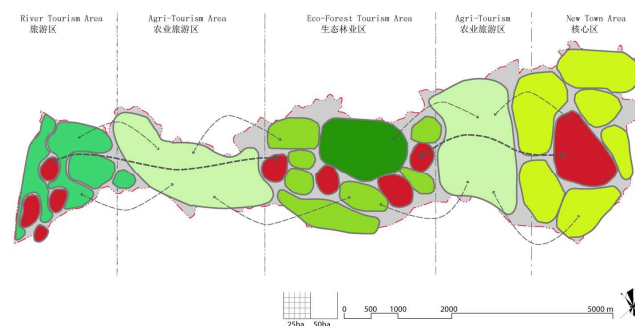 River Tourism Area
旅游区
Agri-Tourism Area
农业旅游区
Eco-Forest Tourism Area
生态林业区
Agri-Tourism
农业旅游区
New Town Area
核心区
25ha 50ha
0 500 1000 2000 5000 m